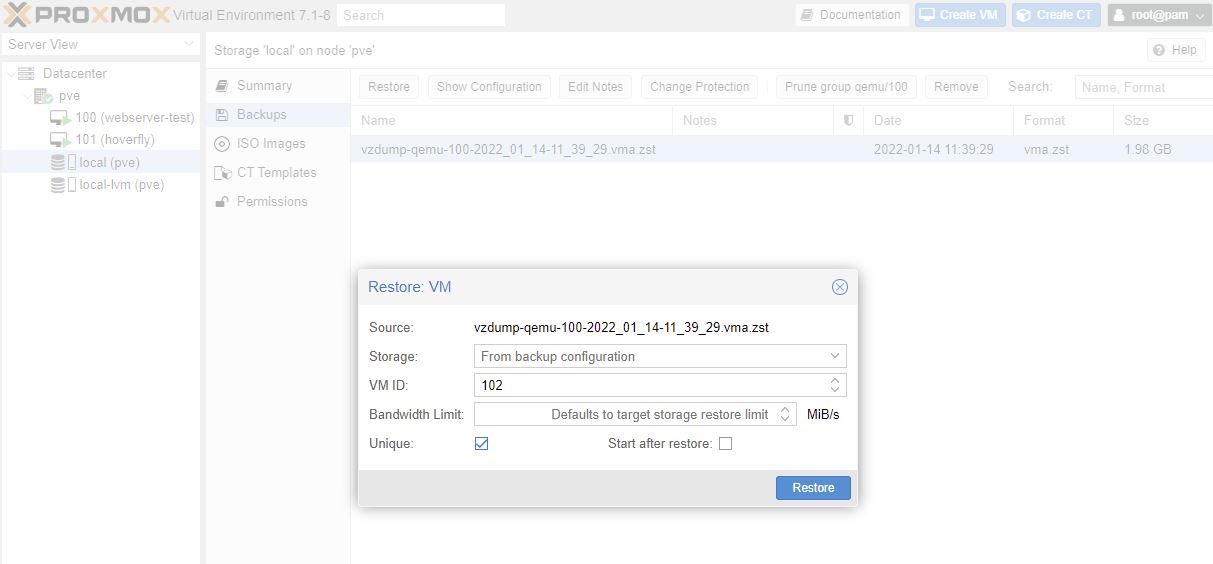 PROXMOX Virtual Environment 7.1-8 Search Documentation Create VM Create CT root@pam
Server View
Storage 'local' on node 'pve' Help
Datacenter
pve
100 (webserver-test)
101 (hoverfly)
local (pve)
local-lvm (pve)
Summary
Backups
ISO Images
CT Templates
Permissions
Restore Show Configuration Edit Notes Change Protection Prune group qemu/100 Remove Search: Name, Format
Name Notes Date Format Size
vzdump-qemu-100-2022_01_14-11_39_29.vma.zst 2022-01-14 11:39:29 vma.zst 1.98 GB
Restore: VM
Source: vzdump-qemu-100-2022_01_14-11_39_29.vma.zst
Storage: From backup configuration
VM ID: 102
Bandwidth Limit: Defaults to target storage restore limit MiB/s
Unique: Start after restore:
Restore